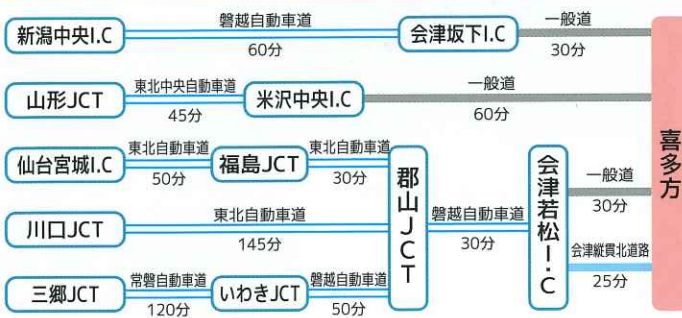 新潟中央I.C
磐越自動車道
60分
会津坂下I.C
一般道
30分
山形JCT
東北中央自動車道
45分
米沢中央I.C
一般道
60分
仙台宮城I.C
東北自動車道
50分
福島JCT
東北自動車道
30分
川口JCT
東北自動車道
145分
三郷JCT
常磐自動車道
120分
いわきJCT
磐越自動車道
50分
郡山JCT
磐越自動車道
30分
会津若松I.C
一般道
30分
会津縦貫北道路
25分
喜多方